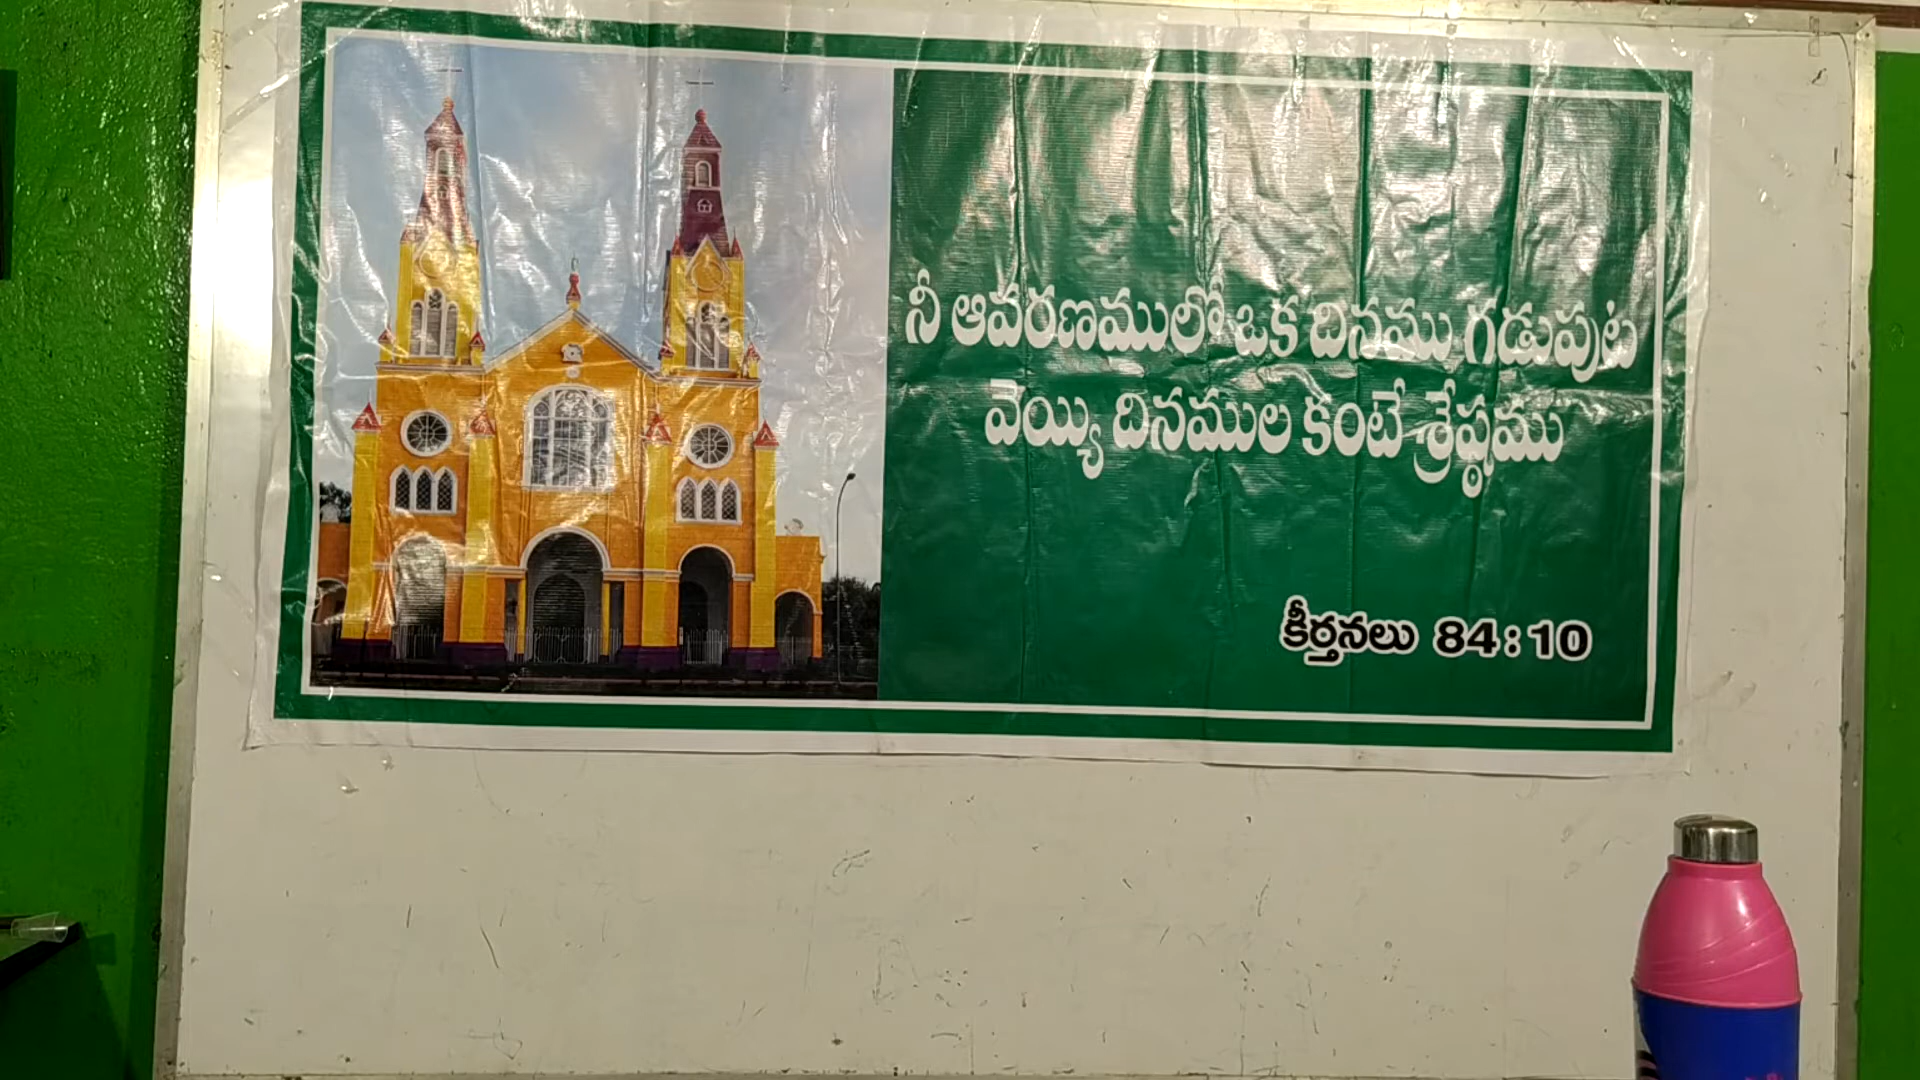 నీ ఆవరణములో ఒక దినము గడుపుట
వెయ్యి దినముల కంటే శ్రేష్ఠము
కీర్తనలు 84:10